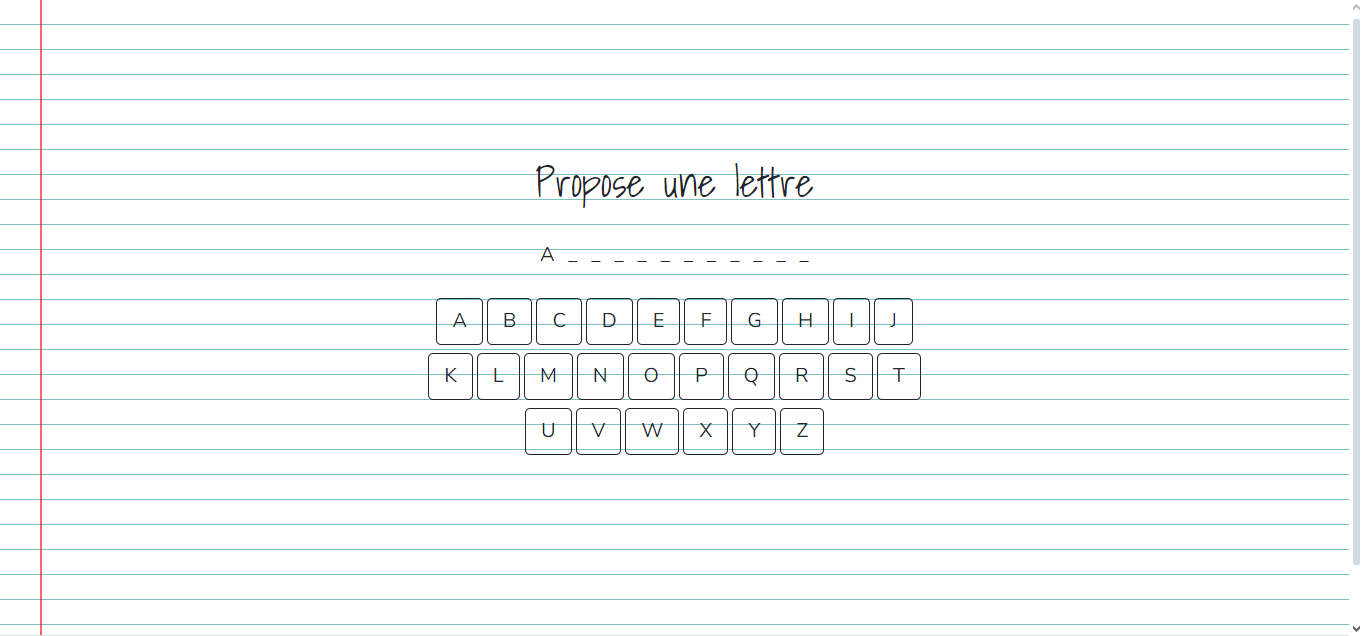 Propose une lettre
A _ _ _ _ _ _ _ _ _ _ _
A B C D E F G H I J
K L M N O P Q R S T
U V W X Y Z